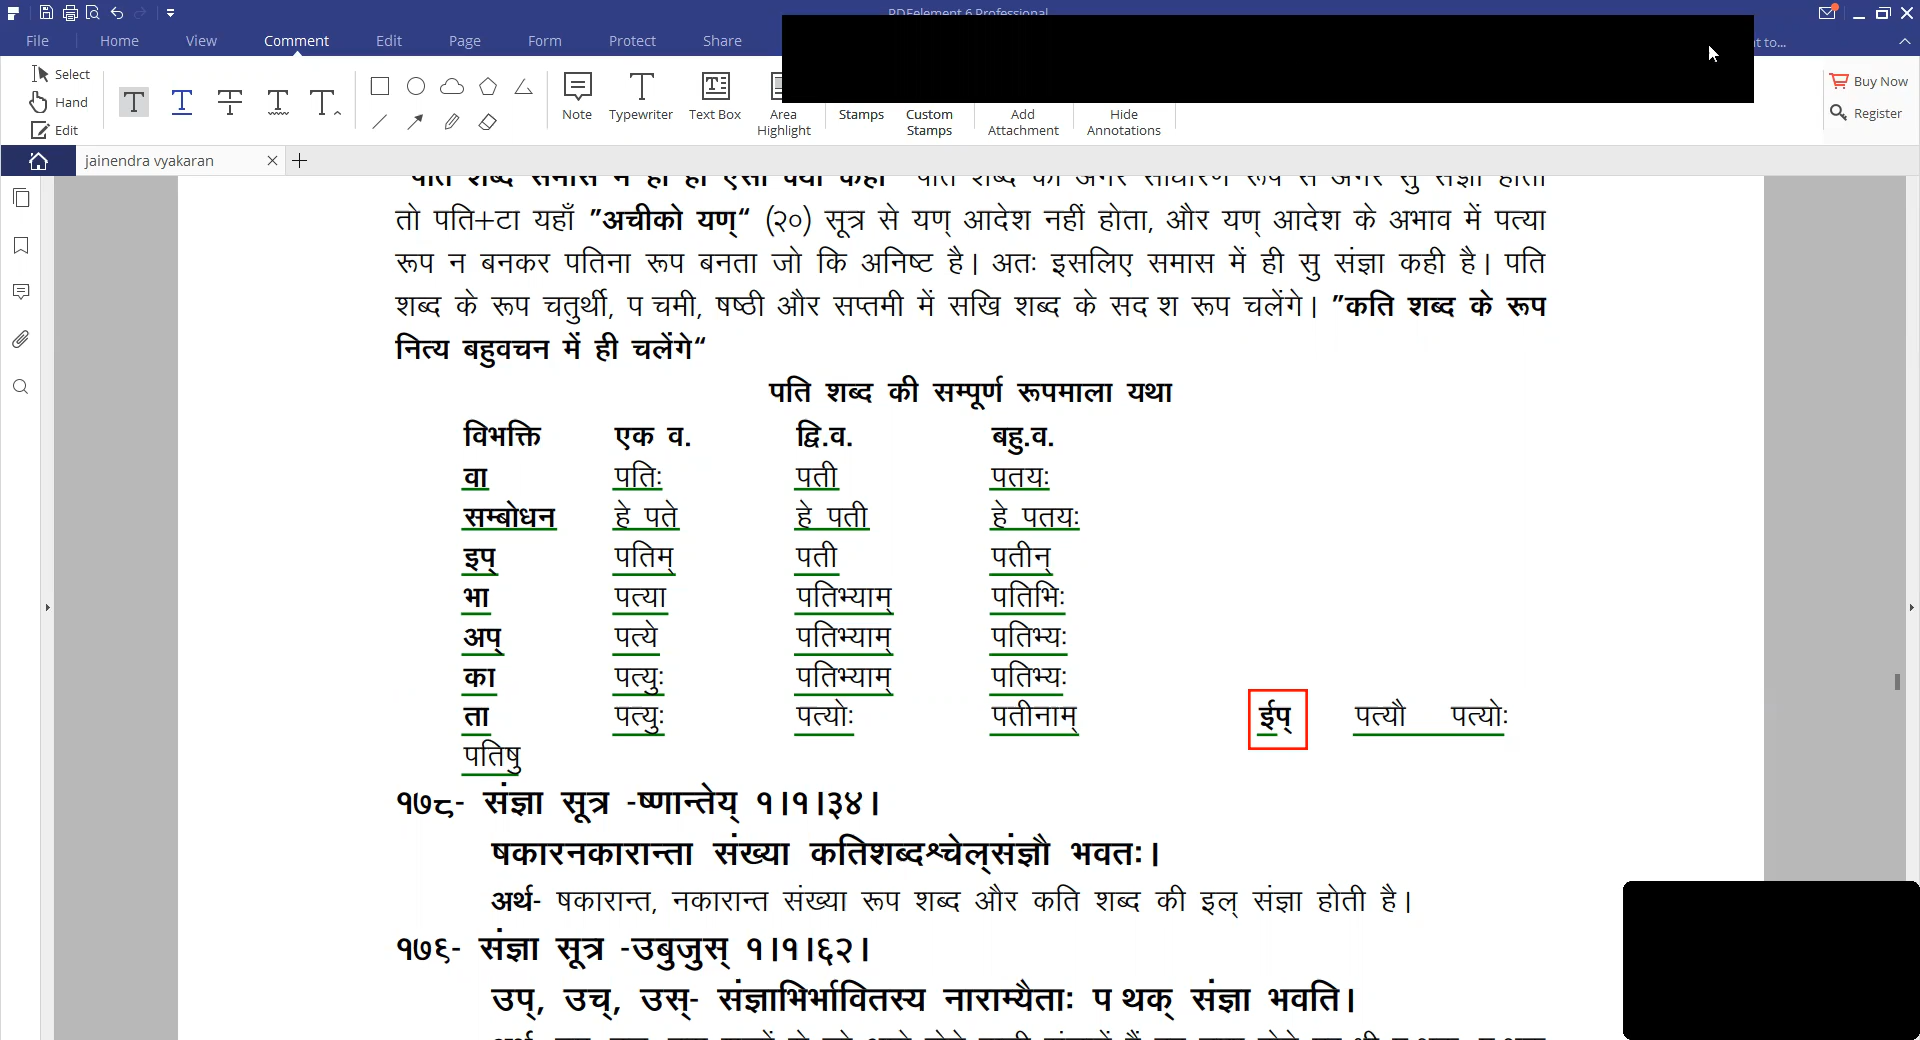 PDFelement 6 Professional
File Home View Comment Edit Page Form Protect Share
t to...
Select
Hand
Edit
Note Typewriter Text Box Area Highlight Stamps Custom Stamps Add Attachment Hide Annotations
Buy Now
Register
jainendra vyakaran
तो पति+टा यहाँ ”अचीको यण्“ (२०) सूत्र से यण् आदेश नहीं होता, और यण् आदेश के अभाव में पत्या
रूप न बनकर पतिना रूप बनता जो कि अनिष्ट है। अतः इसलिए समास में ही सु संज्ञा कही है। पति
शब्द के रूप चतुर्थी, प चमी, षष्ठी और सप्तमी में सखि शब्द के सद श रूप चलेंगे। ”कति शब्द के रूप
नित्य बहुवचन में ही चलेंगे“
पति शब्द की सम्पूर्ण रूपमाला यथा
विभक्ति एक व. द्वि.व. बहु.व.
वा पतिः पती पतयः
सम्बोधन हे पते हे पती हे पतयः
इप् पतिम् पती पतीन्
भा पत्या पतिभ्याम् पतिभिः
अप् पत्ये पतिभ्याम् पतिभ्यः
का पत्युः पतिभ्याम् पतिभ्यः
ता पत्युः पत्योः पतीनाम् ईप् पत्यौ पत्योः
पतिषु
१७८- संज्ञा सूत्र -ष्णान्तेय् १।१।३४।
षकारनकारान्ता संख्या कतिशब्दश्चेल्संज्ञौ भवतः।
अर्थ- षकारान्त, नकारान्त संख्या रूप शब्द और कति शब्द की इल् संज्ञा होती है।
१७६- संज्ञा सूत्र -उबुजुस् १।१।६२।
उप्, उच्, उस्- संज्ञाभिर्भावितस्य नाराम्यैताः प थक् संज्ञा भवति।